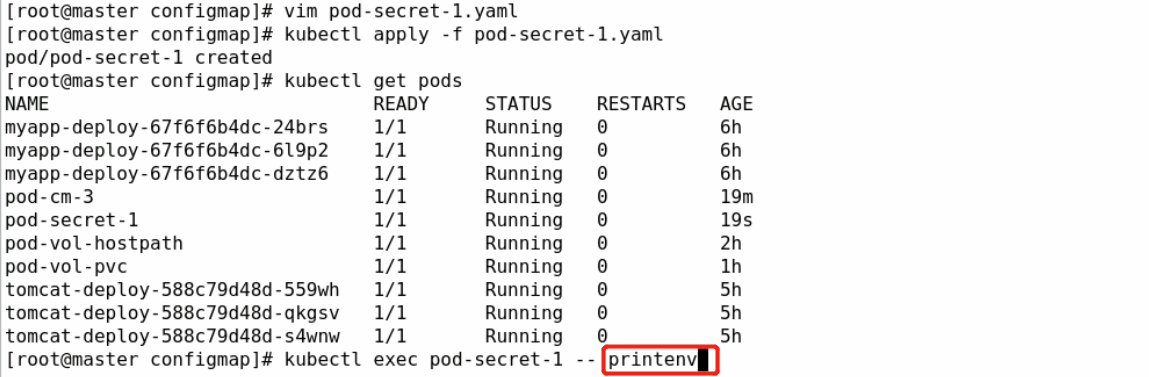 [root@master configmap]# vim pod-secret-1.yaml
[root@master configmap]# kubectl apply -f pod-secret-1.yaml
pod/pod-secret-1 created
[root@master configmap]# kubectl get pods
NAME READY STATUS RESTARTS AGE
myapp-deploy-67f6f6b4dc-24brs 1/1 Running 0 6h
myapp-deploy-67f6f6b4dc-6l9p2 1/1 Running 0 6h
myapp-deploy-67f6f6b4dc-dztz6 1/1 Running 0 6h
pod-cm-3 1/1 Running 0 19m
pod-secret-1 1/1 Running 0 19s
pod-vol-hostpath 1/1 Running 0 2h
pod-vol-pvc 1/1 Running 0 1h
tomcat-deploy-588c79d48d-559wh 1/1 Running 0 5h
tomcat-deploy-588c79d48d-qkgsv 1/1 Running 0 5h
tomcat-deploy-588c79d48d-s4wnw 1/1 Running 0 5h
[root@master configmap]# kubectl exec pod-secret-1 -- printenv